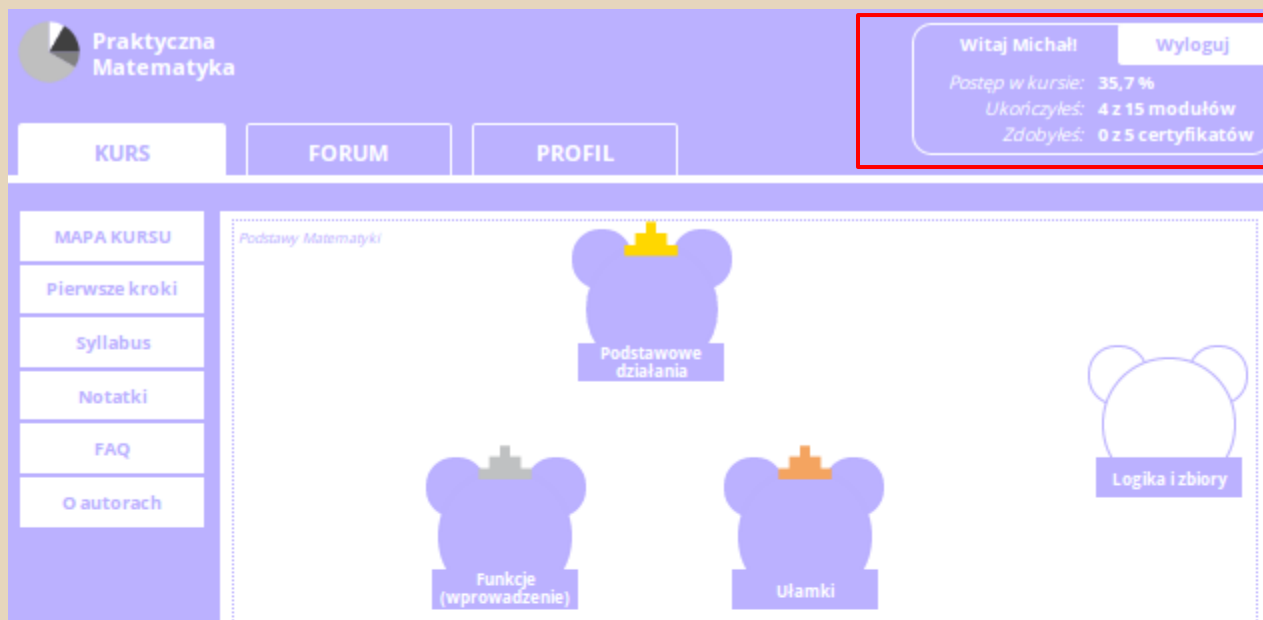 Praktyczna
Matematyka
Witaj Michał!
Wyloguj
Postęp w kursie: 35,7 %
Ukończyłeś: 4 z 15 modułów
Zdobyłeś: 0 z 5 certyfikatów
KURS
FORUM
PROFIL
MAPA KURSU
Pierwsze kroki
Syllabus
Notatki
FAQ
O autorach
Podstawy Matematyki
Podstawowe
działania
Logika i zbiory
Funkcje
(wprowadzenie)
Ułamki